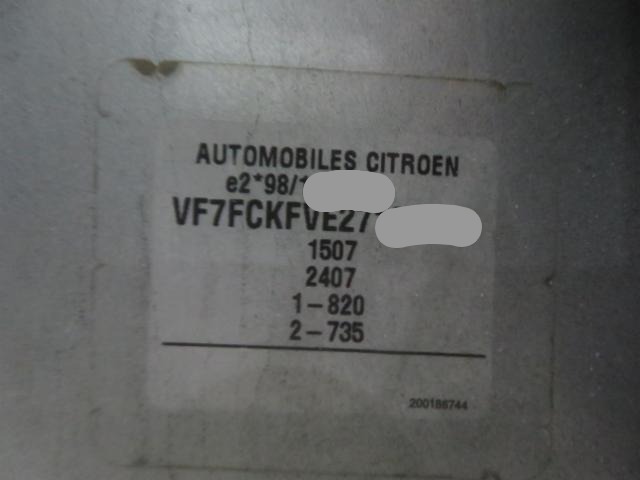 AUTOMOBILES CITROEN
e2*98/1
VF7FCKFVE27
1507
2407
1-820
2-735
200186744